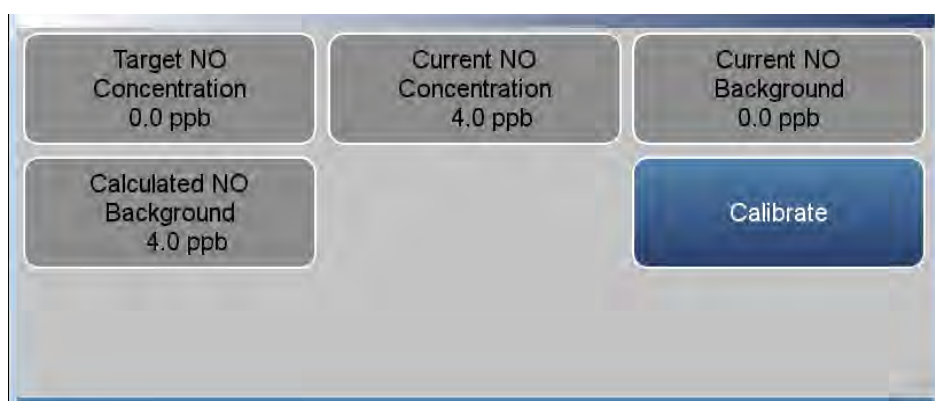 Target NO
Concentration
0.0 ppb
Current NO
Concentration
4.0 ppb
Current NO
Background
0.0 ppb
Calculated NO
Background
4.0 ppb
Calibrate